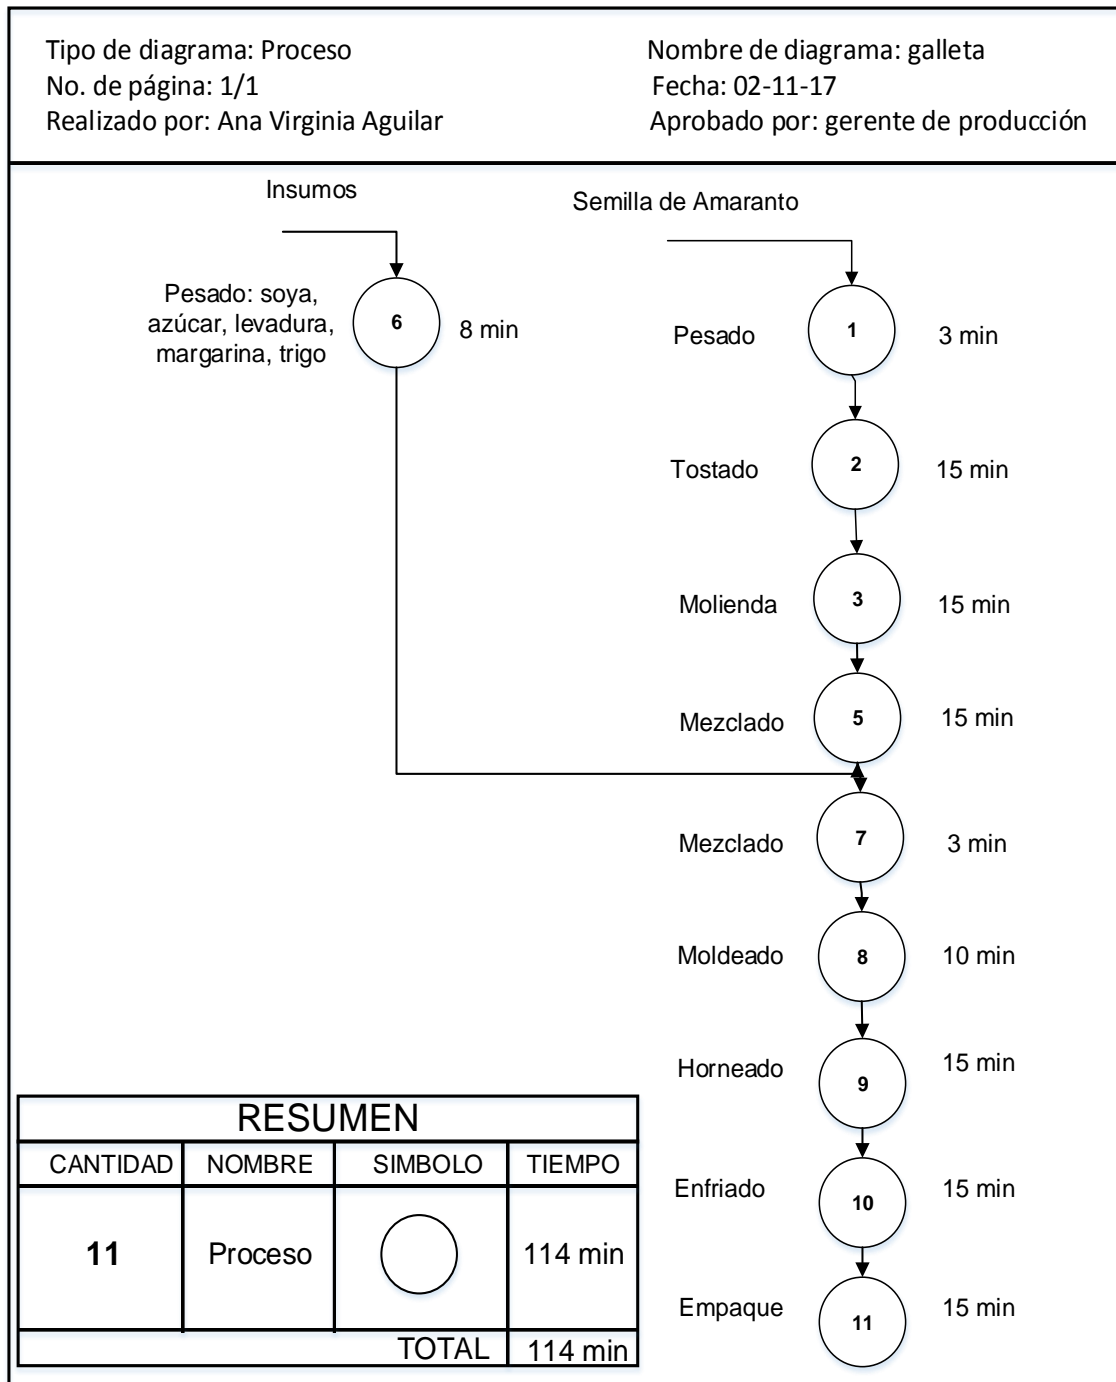 Tipo de diagrama: Proceso
No. de página: 1/1
Realizado por: Ana Virginia Aguilar
Nombre de diagrama: galleta
Fecha: 02-11-17
Aprobado por: gerente de producción
Insumos
Pesado: soya,
azúcar, levadura,
margarina, trigo
6
8 min
Semilla de Amaranto
Pesado 1 3 min
Tostado 2 15 min
Molienda 3 15 min
Mezclado 5 15 min
Mezclado 7 3 min
Moldeado 8 10 min
Horneado 9 15 min
Enfriado 10 15 min
Empaque 11 15 min
RESUMEN
CANTIDAD NOMBRE SIMBOLO TIEMPO
11 Proceso 114 min
TOTAL 114 min